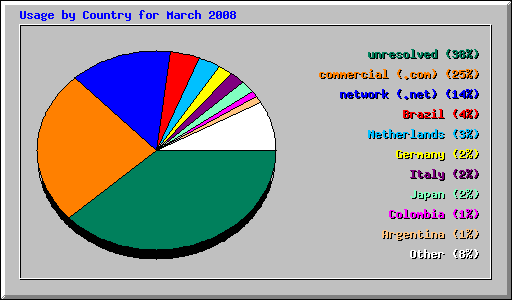 Usage by Country for March 2008
unresolved (38%)
commercial (.com) (25%)
network (.net) (14%)
Brazil (4%)
Netherlands (3%)
Germany (2%)
Italy (2%)
Japan (2%)
Colombia (1%)
Argentina (1%)
Other (8%)